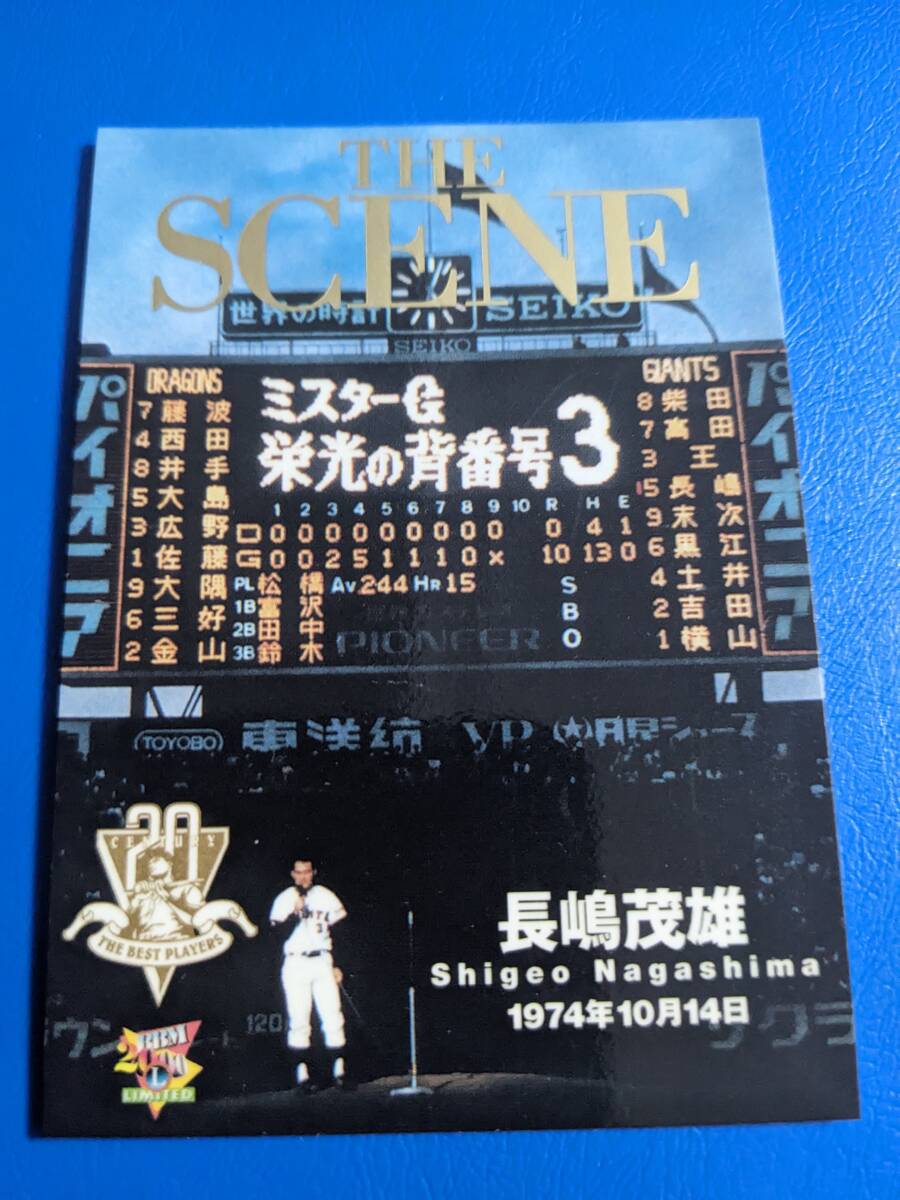 THE
SCENE
世界の時計 SEIKO
SEIKO
パイオニア
パイオニア
DRAGONS
7 藤波
4 西田
8 井手
5 大島
3 広野
1 佐藤
9 大隅
6 三好
2 金山
ミスターG
栄光の背番号3
1 2 3 4 5 6 7 8 9 10 R H E
D 0 0 0 0 0 0 0 0 0 0 4 1
G 0 0 2 5 1 1 1 0 x 10 13 0
PL 松橋 AV 244 HR 15
1B 富沢
2B 田中
3B 鈴木
S
B
O
PIONEER
GIANTS
8 柴田
7 高田
3 王
5 長嶋
9 末次
6 黒江
4 土井
2 吉田
1 横山
TOYOBO 東洋紡 VP
20
CENTURY
THE BEST PLAYERS
長嶋茂雄
Shigeo Nagashima
1974年10月14日
120
BBM
2000
L
LIMITED